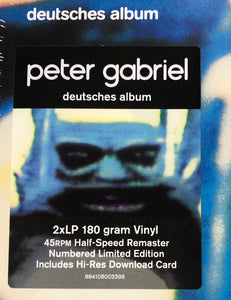 deutsches album
peter gabriel
deutsches album
2xLP 180 gram Vinyl
45RPM Half-Speed Remaster
Numbered Limited Edition
Includes Hi-Res Download Card
884108003398